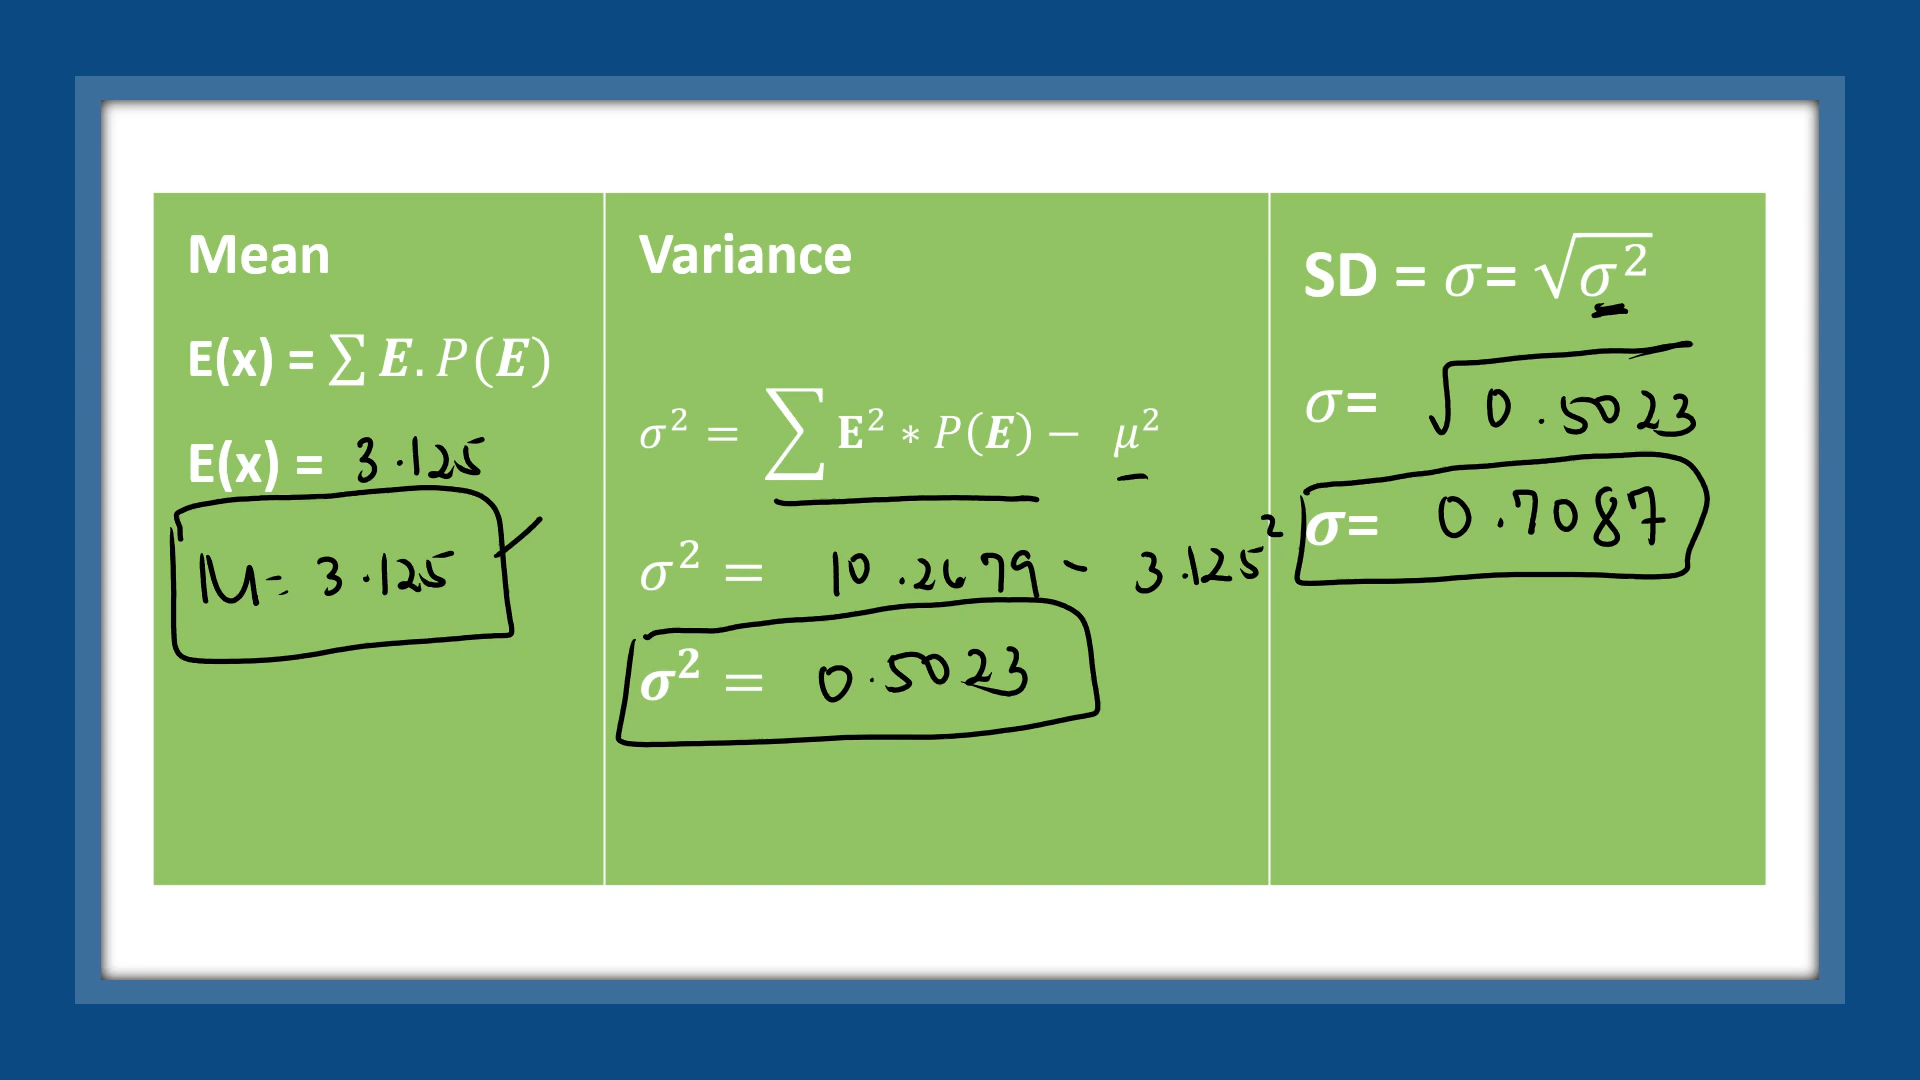 Mean
E(x) = ∑ E. P(E)
E(x) = 3.125
M = 3.125
Variance
σ² = ∑ E² * P(E) − μ²
σ² = 10.2679 - 3.125²
σ² = 0.5023
SD = σ= √σ²
σ= √0.5023
σ= 0.7087